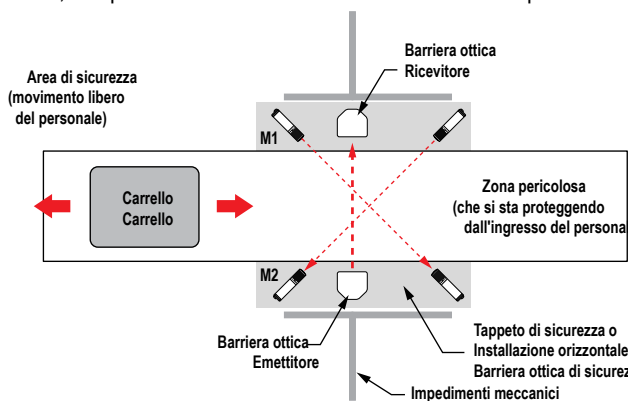 Barriera ottica
Ricevitore
Area di sicurezza
(movimento libero
del personale)
M1
Carrello
Carrello
Zona pericolosa
(che si sta proteggendo
dall'ingresso del personal
M2
Barriera ottica
Emettitore
Tappeto di sicurezza o
Installazione orizzontale
Barriera ottica di sicurez
Impedimenti meccanici